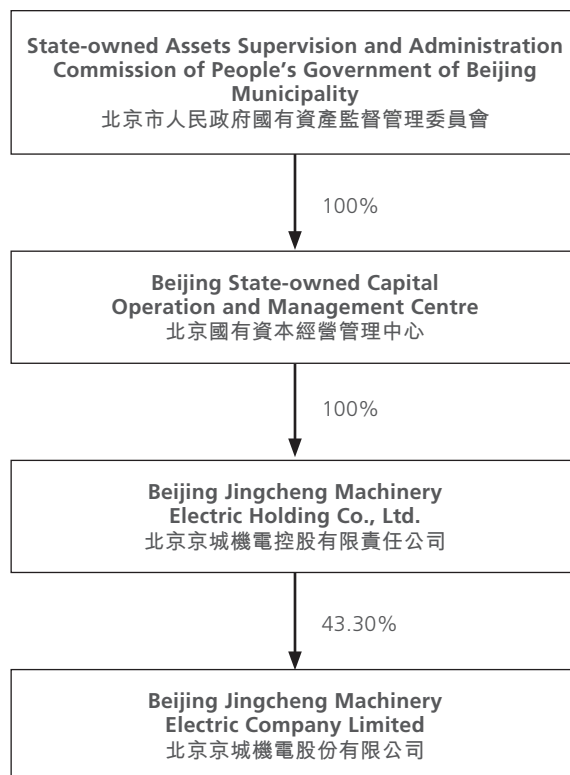 State-owned Assets Supervision and Administration
Commission of People's Government of Beijing
Municipality
北京市人民政府國有資產監督管理委員會
100%
Beijing State-owned Capital
Operation and Management Centre
北京國有資本經營管理中心
100%
Beijing Jingcheng Machinery
Electric Holding Co., Ltd.
北京京城機電控股有限責任公司
43.30%
Beijing Jingcheng Machinery
Electric Company Limited
北京京城機電股份有限公司